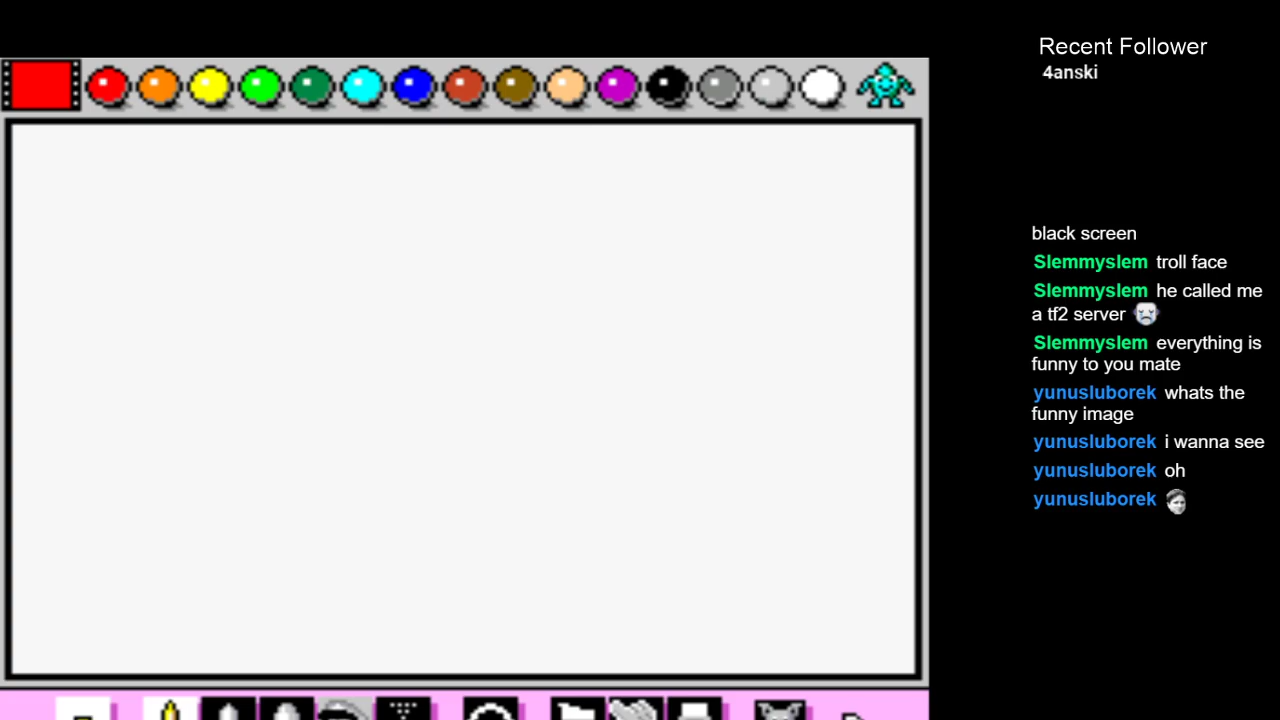 Recent Follower
4anski
black screen
Slemmyslem troll face
Slemmyslem he called me
a tf2 server
Slemmyslem everything is
funny to you mate
yunusluborek whats the
funny image
yunusluborek i wanna see
yunusluborek oh
yunusluborek